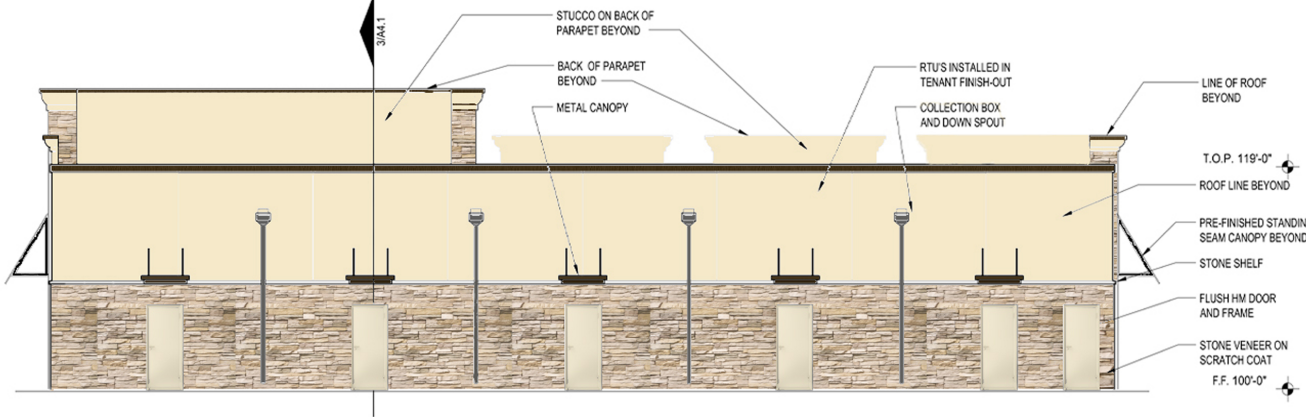 3/A4.1
STUCCO ON BACK OF
PARAPET BEYOND
BACK OF PARAPET
BEYOND
METAL CANOPY
RTU'S INSTALLED IN
TENANT FINISH-OUT
COLLECTION BOX
AND DOWN SPOUT
LINE OF ROOF
BEYOND
T.O.P. 119'-0"
ROOF LINE BEYOND
PRE-FINISHED STANDIN
SEAM CANOPY BEYOND
STONE SHELF
FLUSH HM DOOR
AND FRAME
STONE VENEER ON
SCRATCH COAT
F.F. 100'-0"